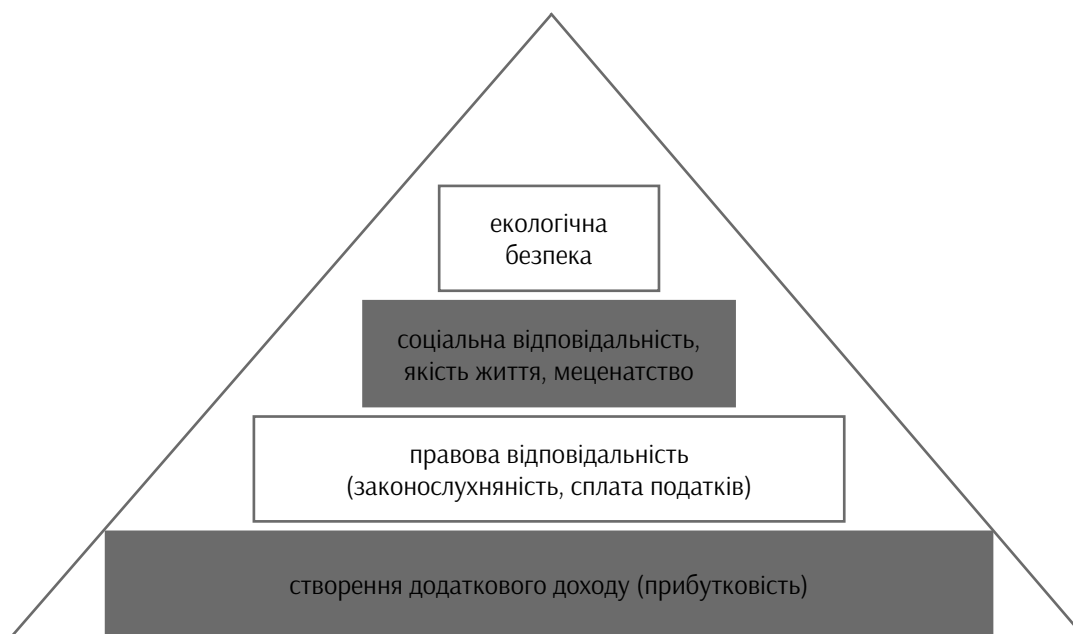 екологічна
безпека
соціальна відповідальність,
якість життя, меценатство
правова відповідальність
(законослухняність, сплата податків)
створення додаткового доходу (прибутковість)